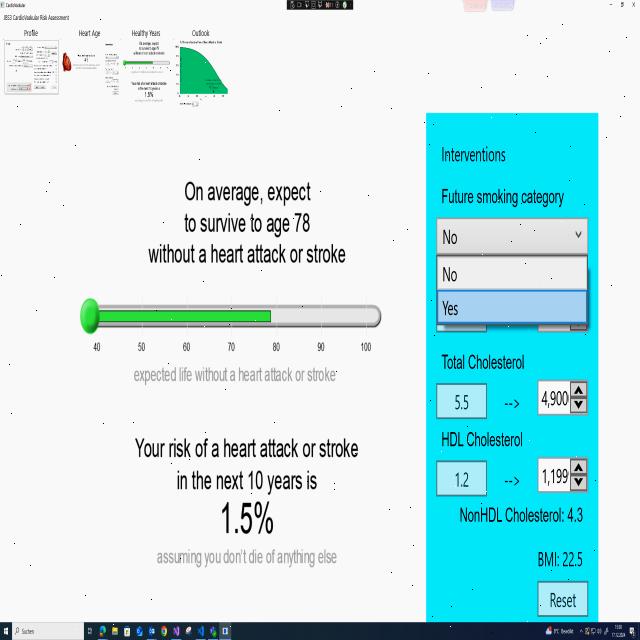 CardioVaskular
JBS3 CardioVaskular Risk Assessment
Profile
Heart Age
Healthy Years
Outlook
On average, expect
to survive to age 78
without a heart attack or stroke
40 50 60 70 80 90 100
expected life without a heart attack or stroke
Your risk of a heart attack or stroke
in the next 10 years is
1.5%
assuming you don't die of anything else
Interventions
Future smoking category
No
No
Yes
Total Cholesterol
5.5 --> 4,900
HDL Cholesterol
1.2 --> 1,199
NonHDL Cholesterol: 4.3
BMI: 22.5
Reset
Suchen